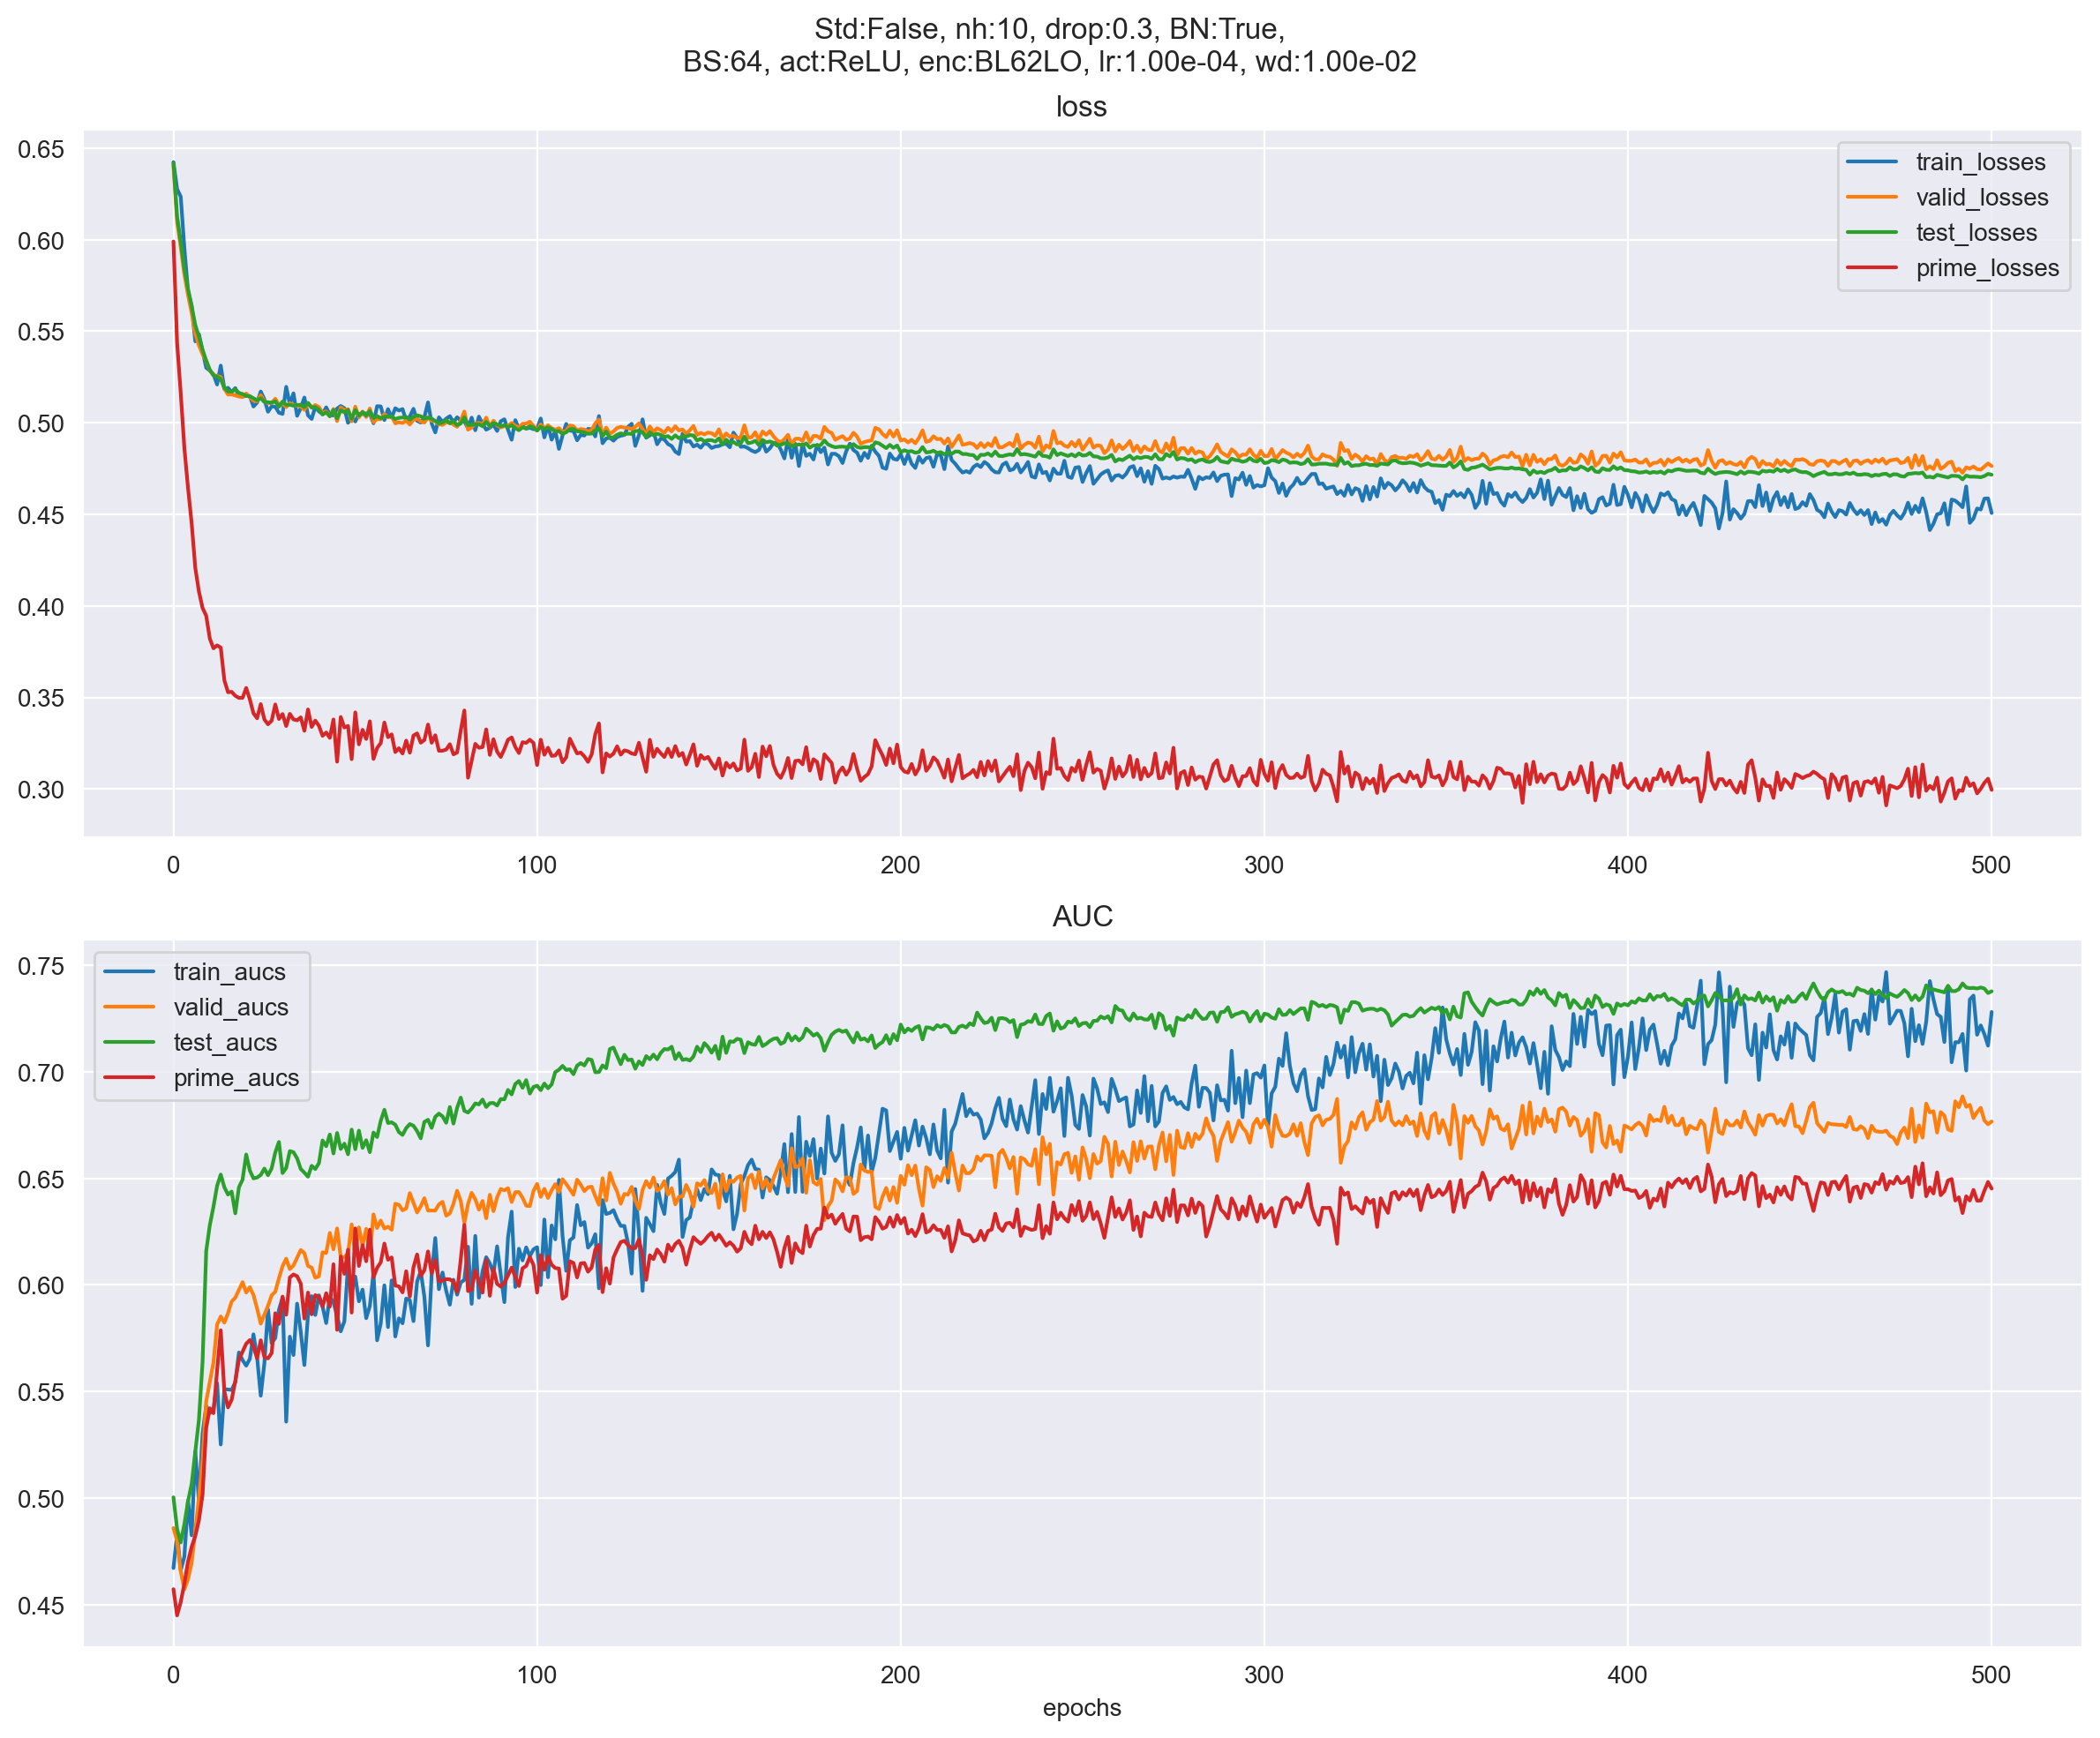 Std:False, nh:10, drop:0.3, BN:True,
BS:64, act:ReLU, enc:BL62LO, lr:1.00e-04, wd:1.00e-02
loss
0.65
0.60
0.55
0.50
0.45
0.40
0.35
0.30
train_losses
valid_losses
test_losses
prime_losses
0 100 200 300 400 500
AUC
0.75
0.70
0.65
0.60
0.55
0.50
0.45
train_aucs
valid_aucs
test_aucs
prime_aucs
0 100 200 300 400 500
epochs